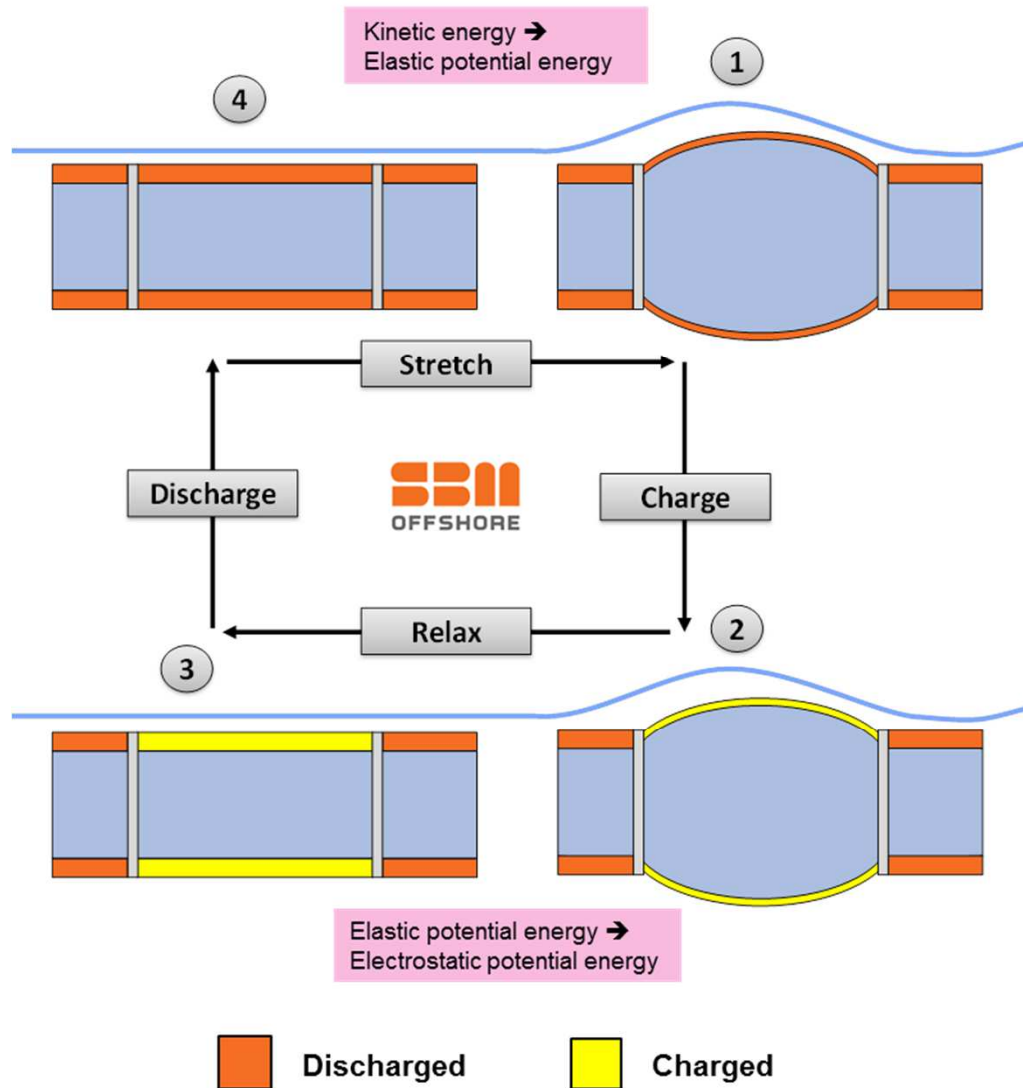 Kinetic energy ➔
Elastic potential energy
1
4
Stretch
Discharge
SBM
OFFSHORE
Charge
Relax
2
3
Elastic potential energy ➔
Electrostatic potential energy
Discharged
Charged